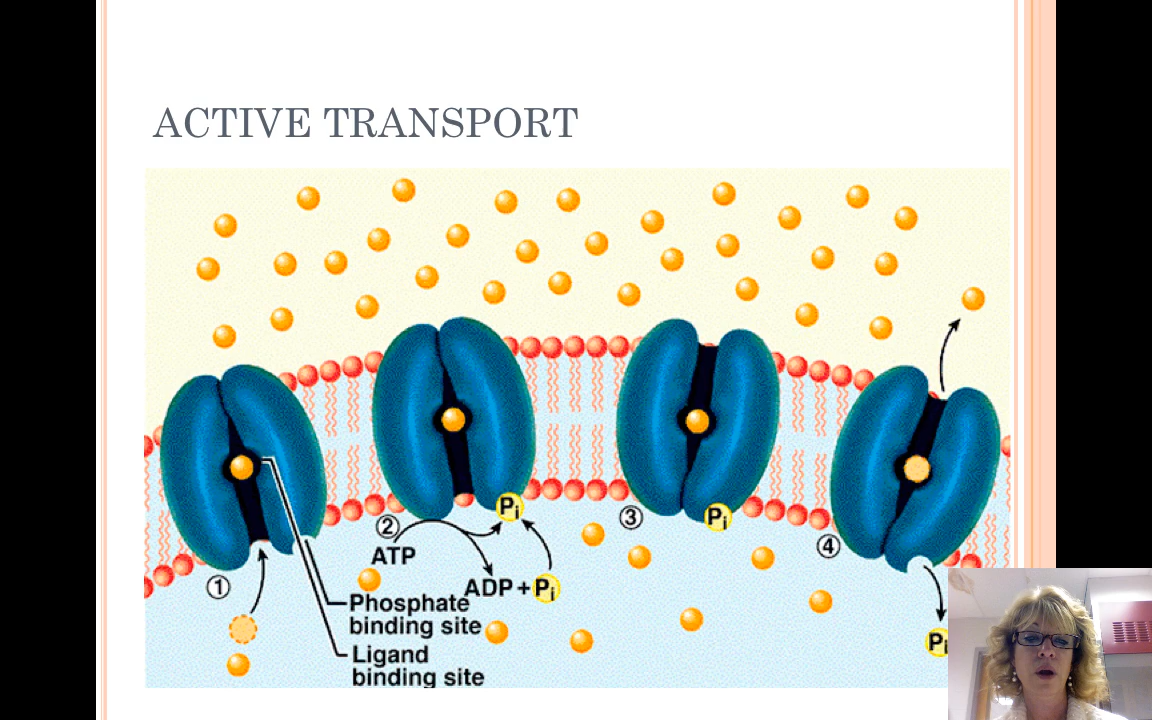 ACTIVE TRANSPORT
①
②
ATP
Pi
ADP + Pi
Phosphate
binding site
Ligand
binding site
③
Pi
④
Pi